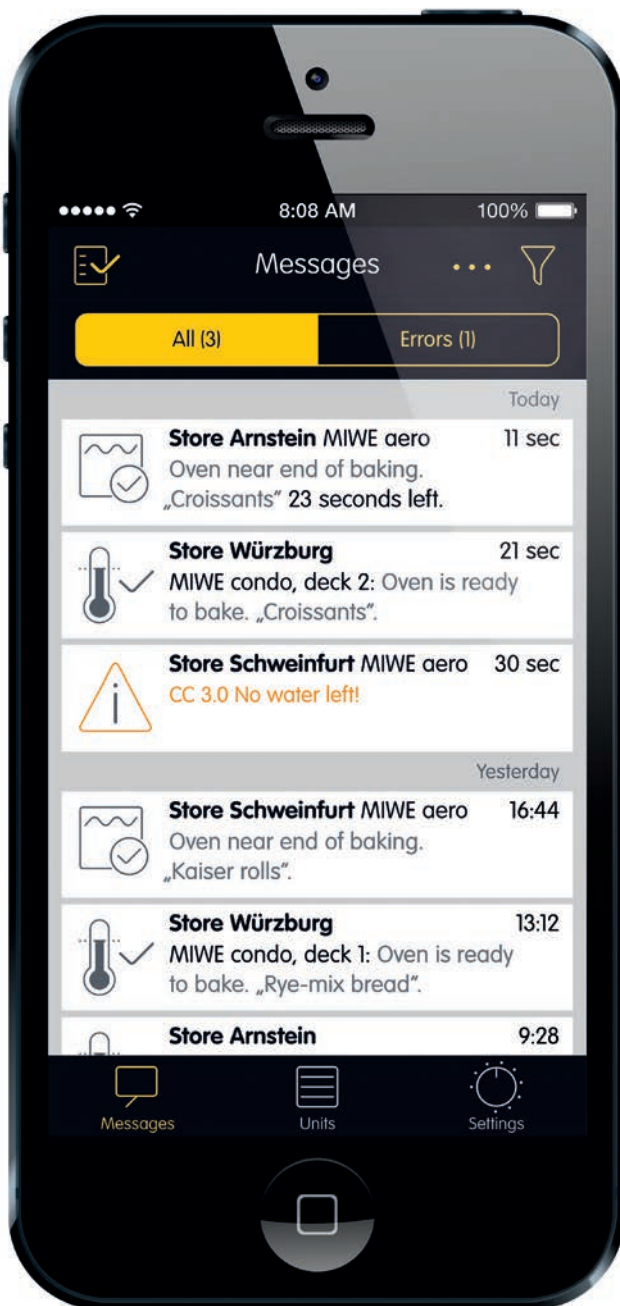 8:08 AM 100%
Messages
All (3) Errors (1)
Today
Store Arnstein MIWE aero 11 sec
Oven near end of baking.
„Croissants" 23 seconds left.
Store Würzburg 21 sec
MIWE condo, deck 2: Oven is ready
to bake. „Croissants".
Store Schweinfurt MIWE aero 30 sec
CC 3.0 No water left!
Yesterday
Store Schweinfurt MIWE aero 16:44
Oven near end of baking.
„Kaiser rolls".
Store Würzburg 13:12
MIWE condo, deck 1: Oven is ready
to bake. „Rye-mix bread".
Store Arnstein 9:28
Messages Units Settings